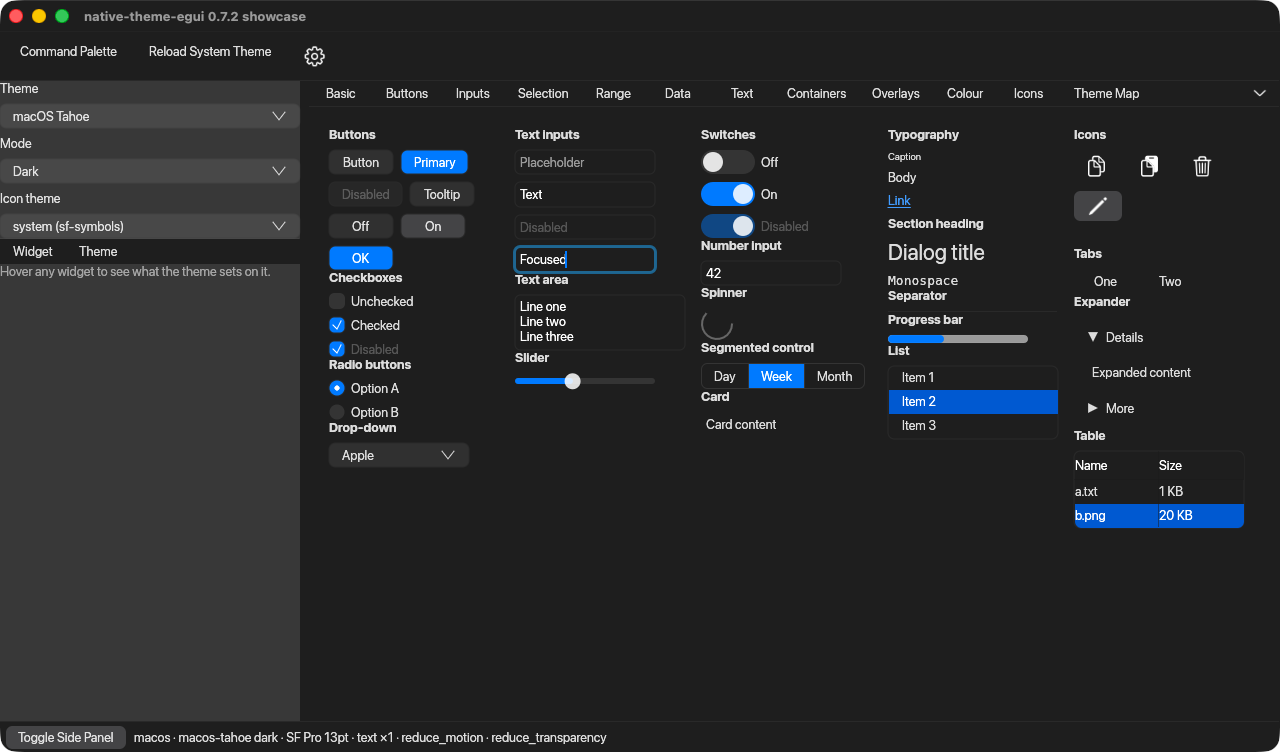 native-theme-egui 0.7.2 showcase
Command Palette
Reload System Theme
Theme
macOS Tahoe
Mode
Dark
Icon theme
system (sf-symbols)
Widget
Theme
Hover any widget to see what the theme sets on it.
Basic
Buttons
Inputs
Selection
Range
Data
Text
Containers
Overlays
Colour
Icons
Theme Map
Buttons
Button
Primary
Disabled
Tooltip
Off
On
OK
Checkboxes
Unchecked
Checked
Disabled
Radio buttons
Option A
Option B
Drop-down
Apple
Text inputs
Placeholder
Text
Disabled
Focused
Text area
Line one
Line two
Line three
Slider
Switches
Off
On
Disabled
Number input
42
Spinner
Segmented control
Day
Week
Month
Card
Card content
Typography
Caption
Body
Link
Section heading
Dialog title
Monospace
Separator
Progress bar
List
Item 1
Item 2
Item 3
Icons
Tabs
One
Two
Expander
Details
Expanded content
More
Table
Name Size
a.txt 1 KB
b.png 20 KB
Toggle Side Panel
macos · macos-tahoe dark · SF Pro 13pt · text ×1 · reduce_motion · reduce_transparency